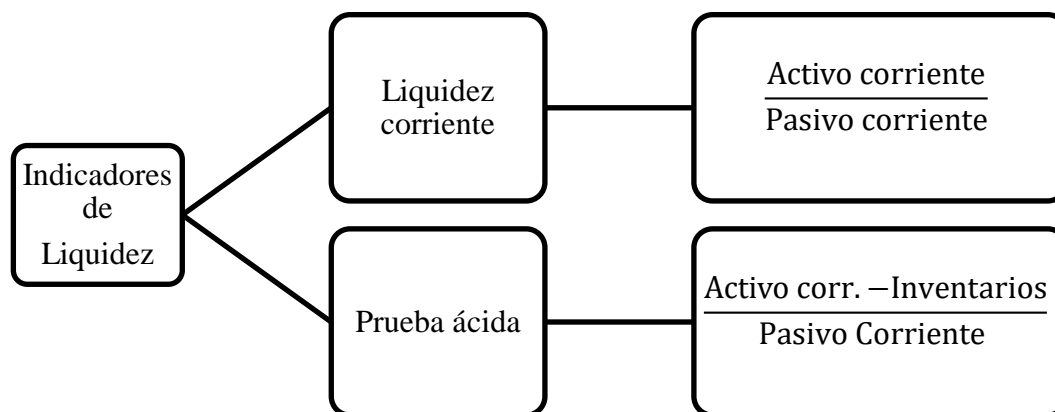 Indicadores
de
Liquidez
Liquidez
corriente
Activo corriente
Pasivo corriente
Prueba ácida
Activo corr. −Inventarios
Pasivo Corriente